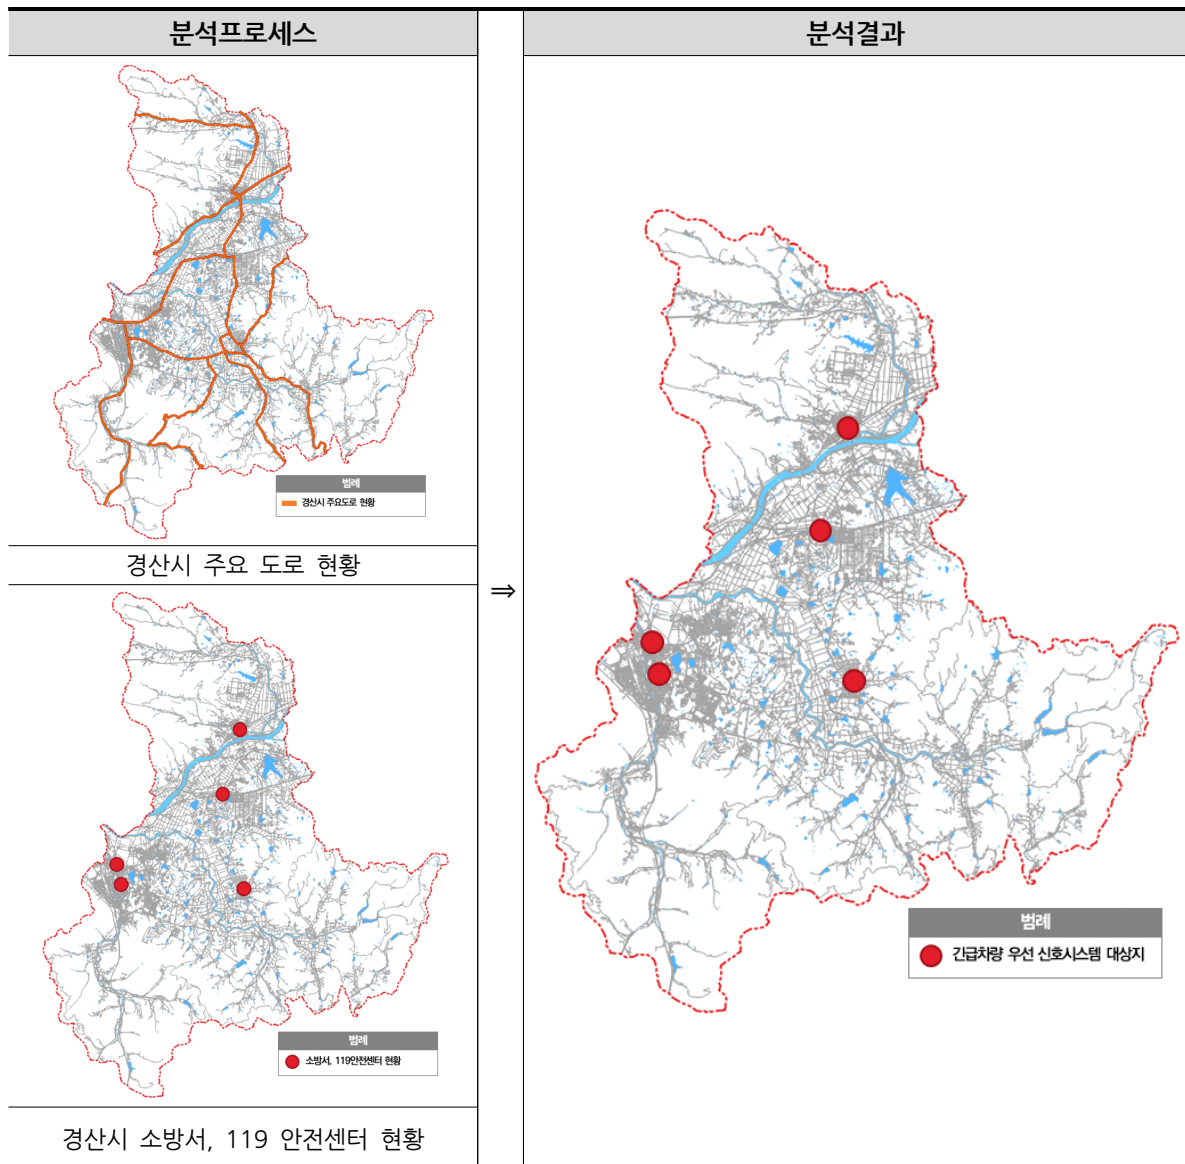 분석프로세스
분석결과
범례
경산시 주요도로 현황
경산시 주요 도로 현황
⇒
범례
소방서, 119안전센터 현황
경산시 소방서, 119 안전센터 현황
범례
긴급차량 우선 신호시스템 대상지